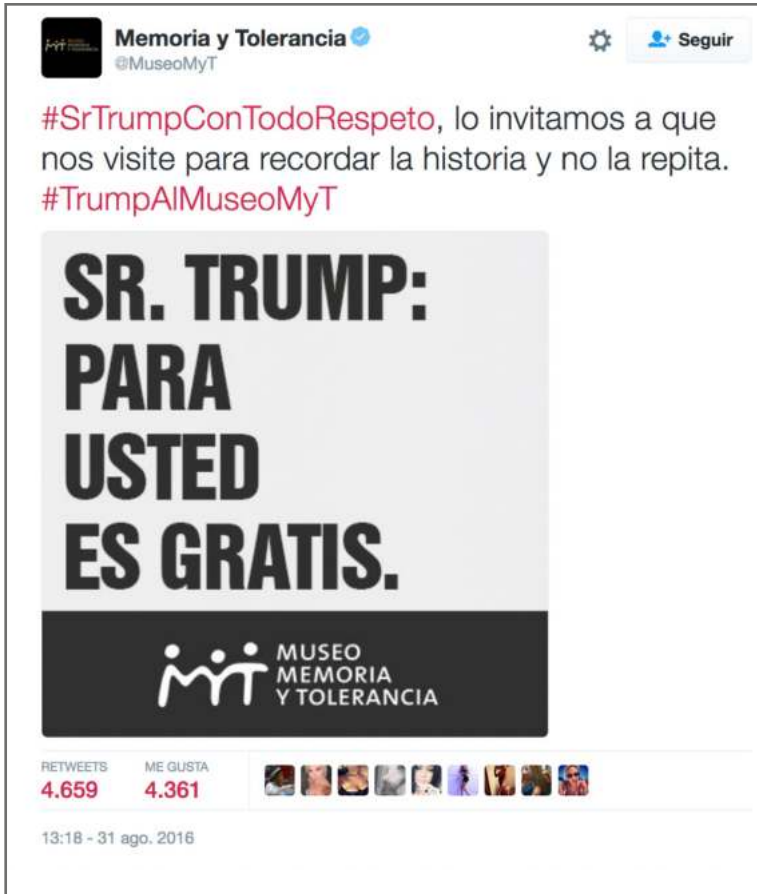 Memoria y Tolerancia
@MuseoMyT
Seguir
#SrTrumpConTodoRespeto, lo invitamos a que
nos visite para recordar la historia y no la repita.
#TrumpAlMuseoMyT
SR. TRUMP:
PARA
USTED
ES GRATIS.
MyT MUSEO
MEMORIA
Y TOLERANCIA
RETWEETS ME GUSTA
4.659 4.361
13:18 - 31 ago. 2016